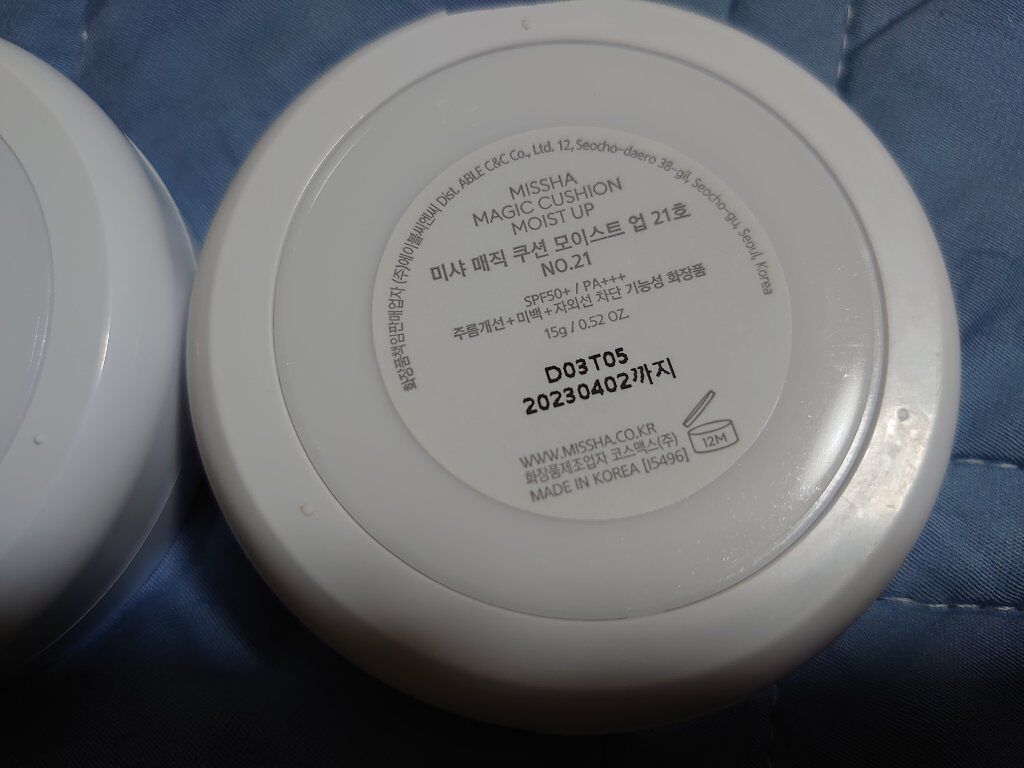 화장품책임판매업자 (주)에이블씨엔씨 Dist. ABLE C&C Co., Ltd. 12, Seocho-daero 38-gil, Seocho-gu, Seoul, Korea
MISSHA
MAGIC CUSHION
MOIST UP
미샤 매직 쿠션 모이스트 업 21호
NO.21
SPF50+ / PA+++
주름개선+미백+자외선 차단 기능성 화장품
15g / 0.52 OZ.
D03T05
20230402까지
WWW.MISSHA.CO.KR
화장품제조업자 코스맥스(주)
MADE IN KOREA [I5496]
12M